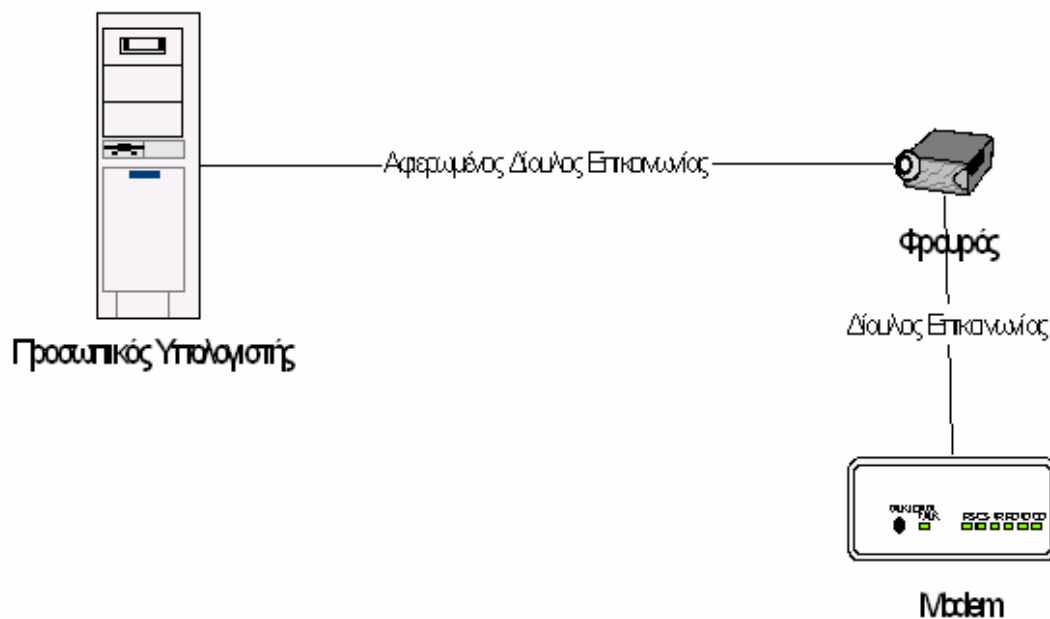 Αφιερωμένος Δίαυλος Επικοινωνίας
Φρουρός
Δίαυλος Επικοινωνίας
Προσωπικός Υπολογιστής
Modem